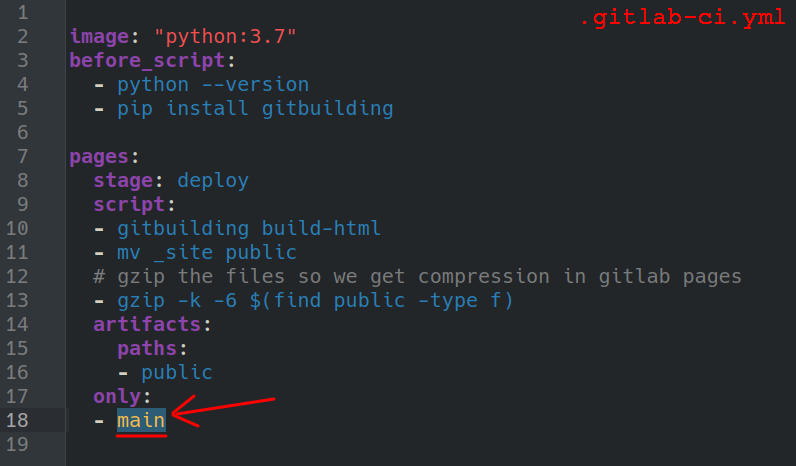 .gitlab-ci.yml
1
2 image: "python:3.7"
3 before_script:
4   - python --version
5   - pip install gitbuilding
6
7 pages:
8   stage: deploy
9   script:
10   - gitbuilding build-html
11   - mv _site public
12   # gzip the files so we get compression in gitlab pages
13   - gzip -k -6 $(find public -type f)
14   artifacts:
15     paths:
16     - public
17   only:
18   - main
19